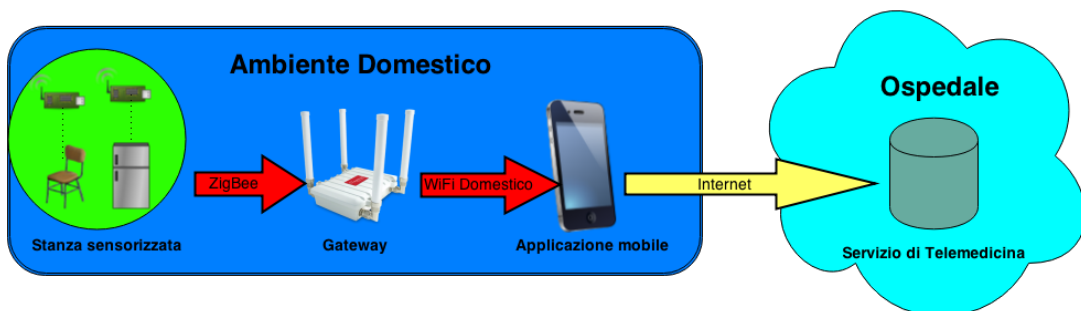 Ambiente Domestico
Ospedale
ZigBee
WiFi Domestico
Internet
Stanza sensorizzata
Gateway
Applicazione mobile
Servizio di Telemedicina